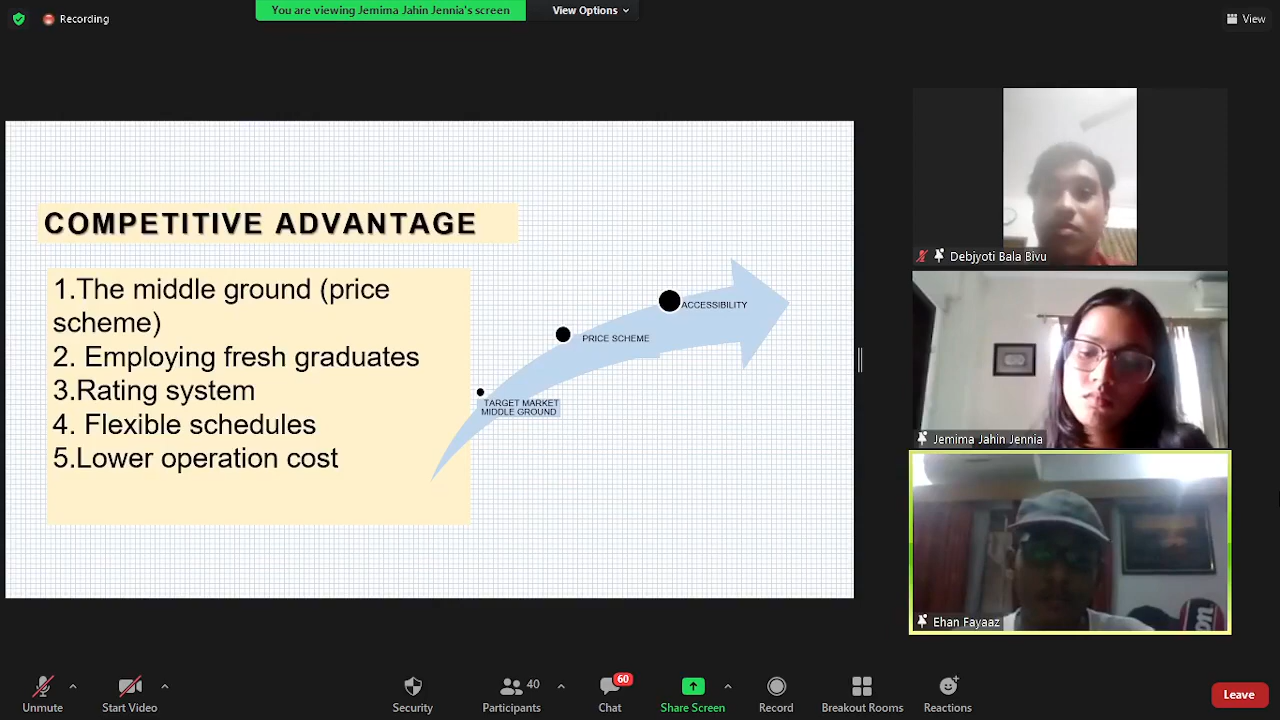 Recording
You are viewing Jemima Jahin Jennia's screen
View Options
View
COMPETITIVE ADVANTAGE
1.The middle ground (price
scheme)
2. Employing fresh graduates
3.Rating system
4. Flexible schedules
5.Lower operation cost
ACCESSIBILITY
PRICE SCHEME
TARGET MARKET
MIDDLE GROUND
Debjyoti Bala Bivu
Jemima Jahin Jennia
Ehan Fayaaz
Unmute
Start Video
Security
40
Participants
60
Chat
Share Screen
Record
Breakout Rooms
Reactions
Leave